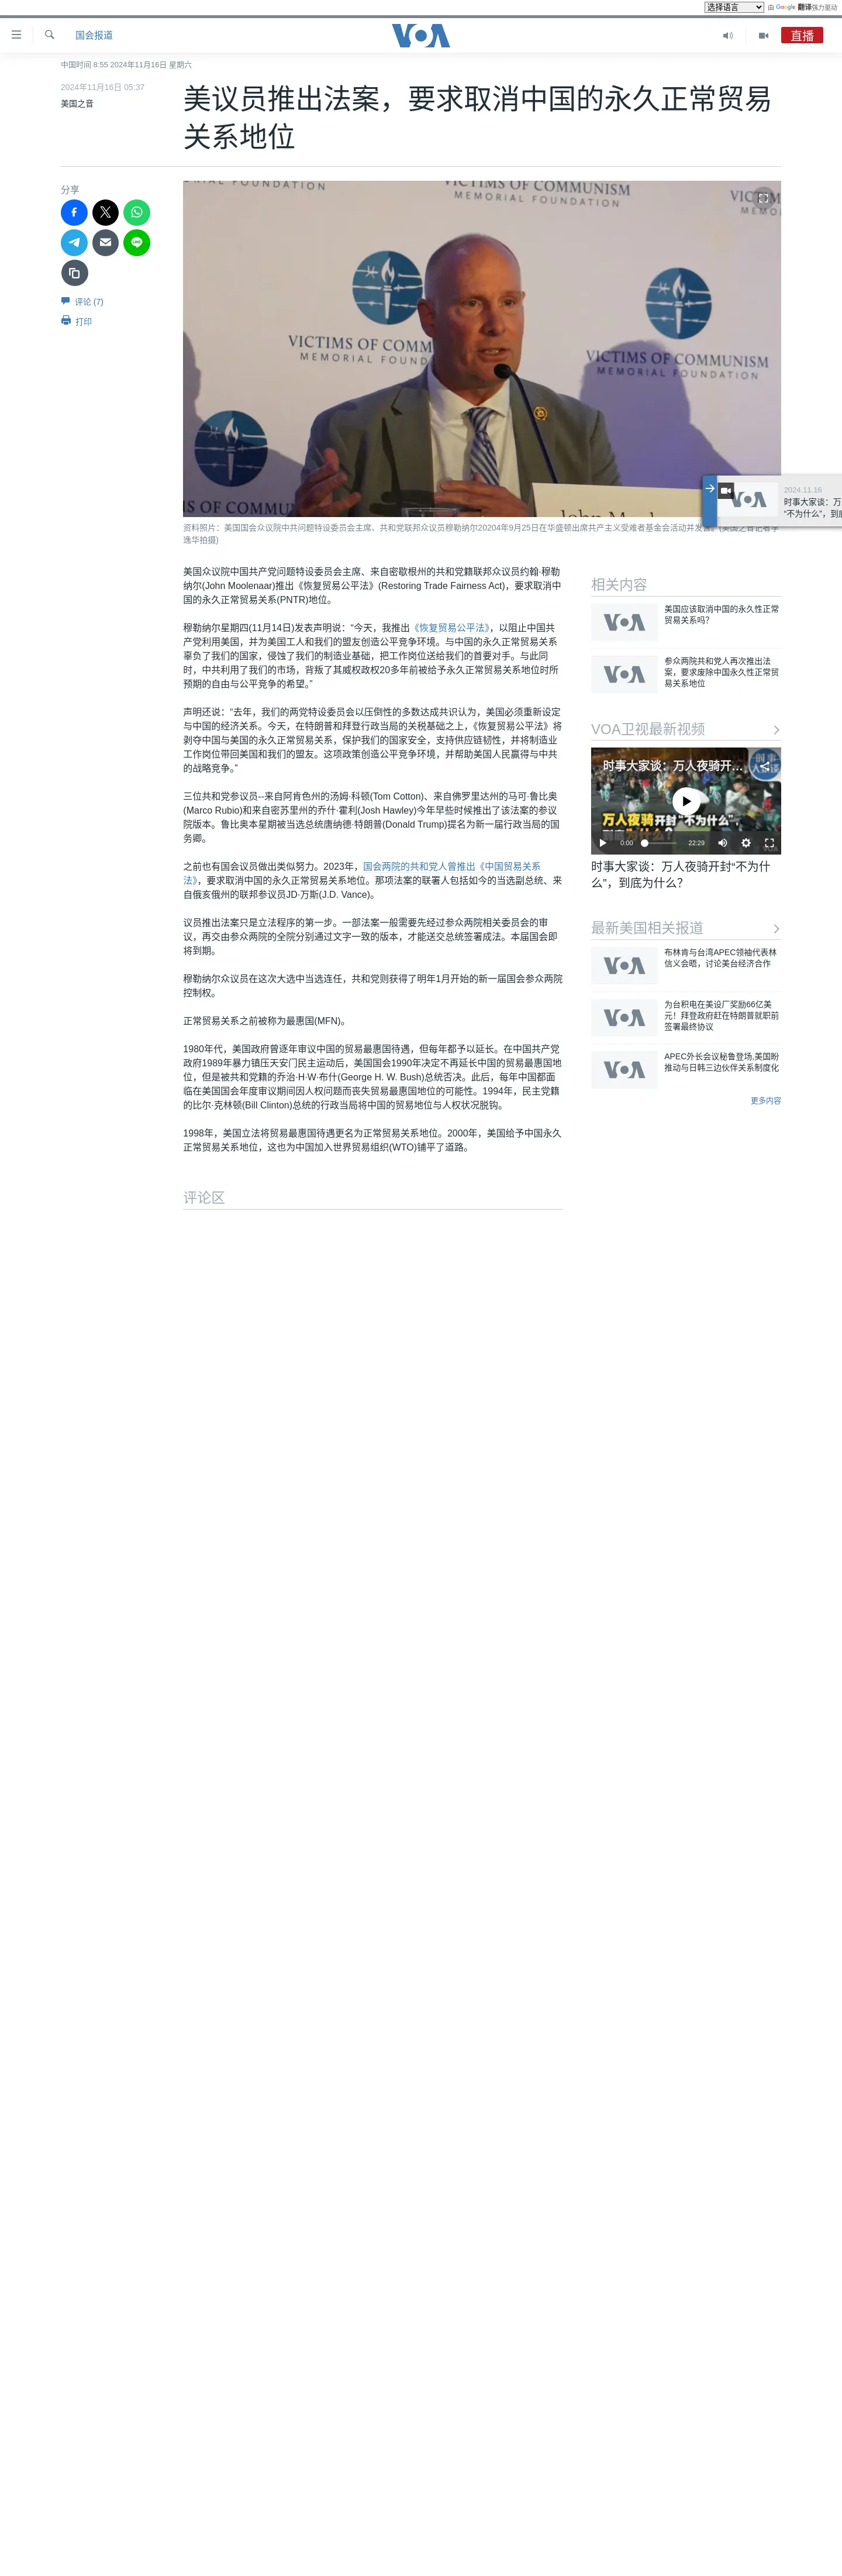 选择语言 由 Google 翻译强力驱动
国会报道
VOA
直播
中国时间 8:55 2024年11月16日 星期六
2024年11月16日 05:37
美国之音
美议员推出法案，要求取消中国的永久正常贸易
关系地位
分享
评论 (7)
打印
MORIAL FOUNDATION
MEMORIAL FOUNDATION
VICTIMS OF COMMUNISM
MEMORIAL FOUNDATION
VICTIMS OF COMMUNISM
MEMORIAL FOUNDATION
资料照片：美国国会众议院中共问题特设委员会主席、共和党联邦众议员穆勒纳尔20204年9月25日在华盛顿出席共产主义受难者基金会活动并发言。(美国之音记者李
逸华拍摄)
2024.11.16
时事大家谈：万
“不为什么”，到底
美国众议院中国共产党问题特设委员会主席、来自密歇根州的共和党籍联邦众议员约翰·穆勒
纳尔(John Moolenaar)推出《恢复贸易公平法》(Restoring Trade Fairness Act)，要求取消中
国的永久正常贸易关系(PNTR)地位。
穆勒纳尔星期四(11月14日)发表声明说：“今天，我推出《恢复贸易公平法》，以阻止中国共
产党利用美国，并为美国工人和我们的盟友创造公平竞争环境。与中国的永久正常贸易关系
辜负了我们的国家，侵蚀了我们的制造业基础，把工作岗位送给我们的首要对手。与此同
时，中共利用了我们的市场，背叛了其威权政权20多年前被给予永久正常贸易关系地位时所
预期的自由与公平竞争的希望。”
声明还说：“去年，我们的两党特设委员会以压倒性的多数达成共识认为，美国必须重新设定
与中国的经济关系。今天，在特朗普和拜登行政当局的关税基础之上，《恢复贸易公平法》将
剥夺中国与美国的永久正常贸易关系，保护我们的国家安全，支持供应链韧性，并将制造业
工作岗位带回美国和我们的盟友。这项政策创造公平竞争环境，并帮助美国人民赢得与中共
的战略竞争。”
三位共和党参议员--来自阿肯色州的汤姆·科顿(Tom Cotton)、来自佛罗里达州的马可·鲁比奥
(Marco Rubio)和来自密苏里州的乔什·霍利(Josh Hawley)今年早些时候推出了该法案的参议
院版本。鲁比奥本星期被当选总统唐纳德·特朗普(Donald Trump)提名为新一届行政当局的国
务卿。
之前也有国会议员做出类似努力。2023年，国会两院的共和党人曾推出《中国贸易关系
法》，要求取消中国的永久正常贸易关系地位。那项法案的联署人包括如今的当选副总统、来
自俄亥俄州的联邦参议员JD·万斯(J.D. Vance)。
议员推出法案只是立法程序的第一步。一部法案一般需要先经过参众两院相关委员会的审
议，再交由参众两院的全院分别通过文字一致的版本，才能送交总统签署成法。本届国会即
将到期。
穆勒纳尔众议员在这次大选中当选连任，共和党则获得了明年1月开始的新一届国会参众两院
控制权。
正常贸易关系之前被称为最惠国(MFN)。
1980年代，美国政府曾逐年审议中国的贸易最惠国待遇，但每年都予以延长。在中国共产党
政府1989年暴力镇压天安门民主运动后，美国国会1990年决定不再延长中国的贸易最惠国地
位，但是被共和党籍的乔治·H·W·布什(George H. W. Bush)总统否决。此后，每年中国都面
临在美国国会年度审议期间因人权问题而丧失贸易最惠国地位的可能性。1994年，民主党籍
的比尔·克林顿(Bill Clinton)总统的行政当局将中国的贸易地位与人权状况脱钩。
1998年，美国立法将贸易最惠国待遇更名为正常贸易关系地位。2000年，美国给予中国永久
正常贸易关系地位，这也为中国加入世界贸易组织(WTO)铺平了道路。
评论区
相关内容
美国应该取消中国的永久性正常
贸易关系吗？
参众两院共和党人再次推出法
案，要求废除中国永久性正常贸
易关系地位
VOA卫视最新视频
时事大家谈：万人夜骑开...
万人夜骑开封“不为什么”，
0:00
22:29
时事大家谈：万人夜骑开封“不为什
么”，到底为什么？
最新美国相关报道
布林肯与台湾APEC领袖代表林
信义会晤，讨论美台经济合作
为台积电在美设厂奖励66亿美
元！拜登政府赶在特朗普就职前
签署最终协议
APEC外长会议秘鲁登场,美国盼
推动与日韩三边伙伴关系制度化
更多内容